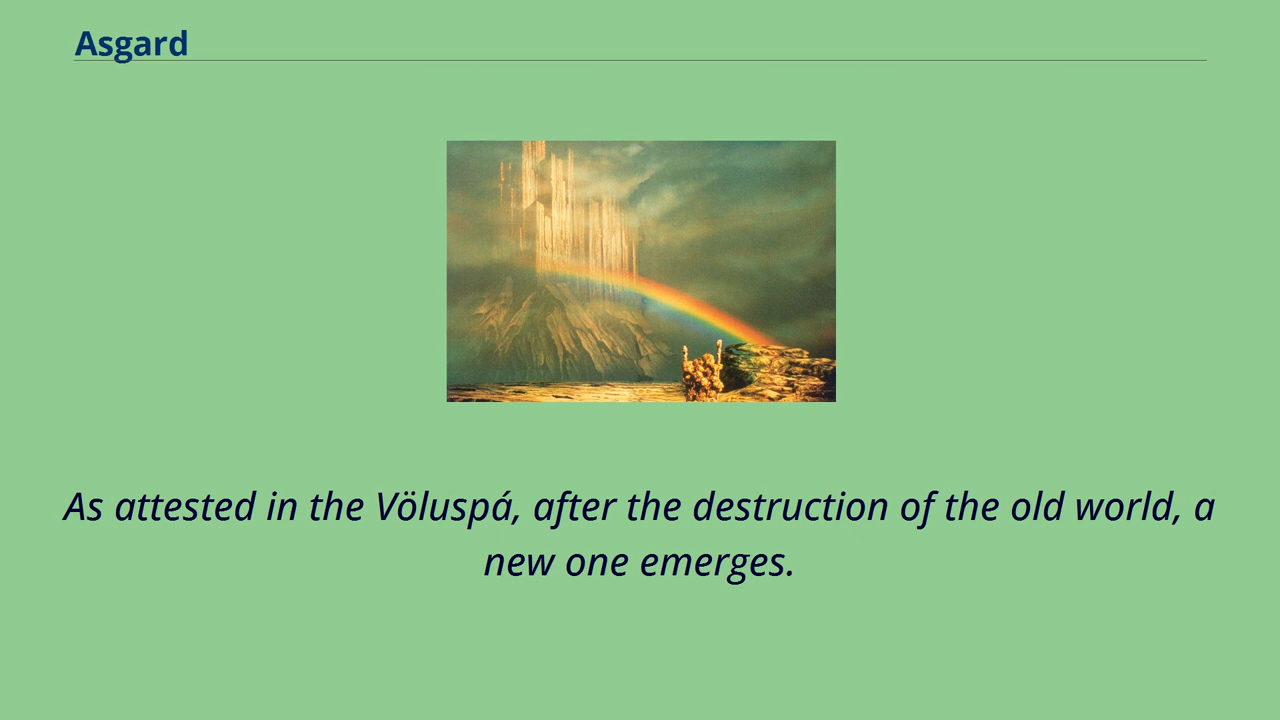 Asgard
As attested in the Völuspá, after the destruction of the old world, a
new one emerges.